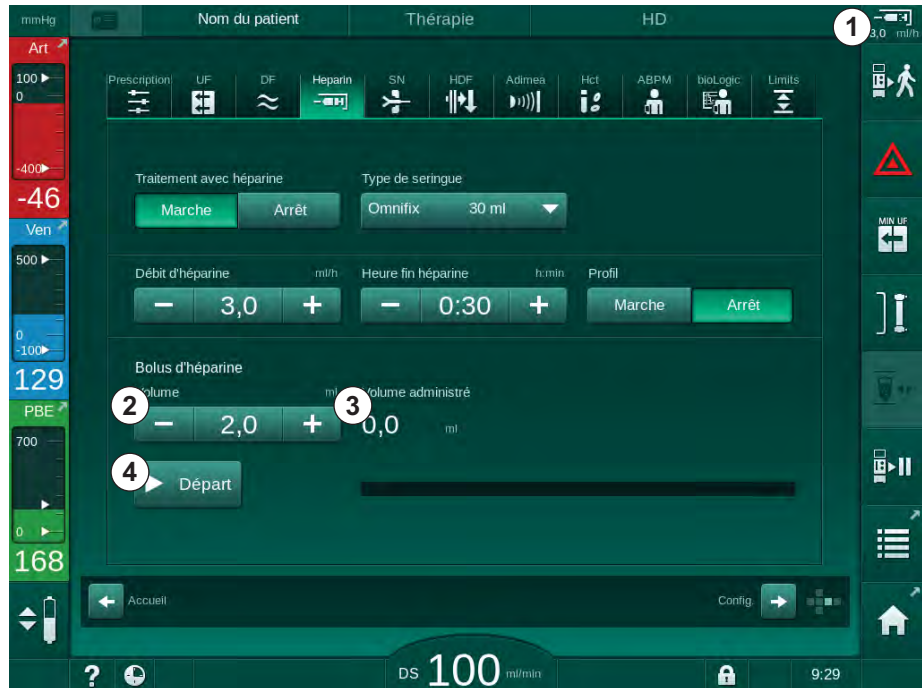 mmHg Nom du patient Thérapie HD 1 3,0 ml/h
Art
100
0
-400
-46
Ven
500
0
-100
129
PBE
700
0
168
Prescription UF DF Heparin SN HDF Adimea Hct ABPM bioLogic Limits
Traitement avec héparine Type de seringue
Marche Arrêt Omnifix 30 ml
Débit d'héparine ml/h Heure fin héparine h:min Profil
− 3,0 + − 0:30 + Marche Arrêt
Bolus d'héparine
2 Volume ml 3 Volume administré
− 2,0 + 0,0 ml
4 Départ
Accueil Config.
MIN UF
? DS 100 ml/min 9:29